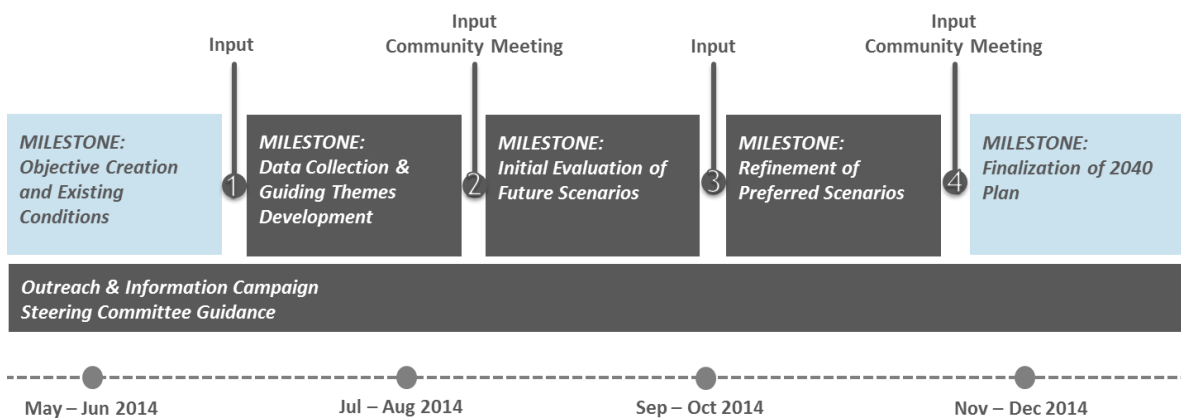 Input
Input
Community Meeting
Input
Input
Community Meeting
MILESTONE:
Objective Creation
and Existing
Conditions
1
MILESTONE:
Data Collection &
Guiding Themes
Development
2
MILESTONE:
Initial Evaluation of
Future Scenarios
3
MILESTONE:
Refinement of
Preferred Scenarios
4
MILESTONE:
Finalization of 2040
Plan
Outreach & Information Campaign
Steering Committee Guidance
May – Jun 2014
Jul – Aug 2014
Sep – Oct 2014
Nov – Dec 2014